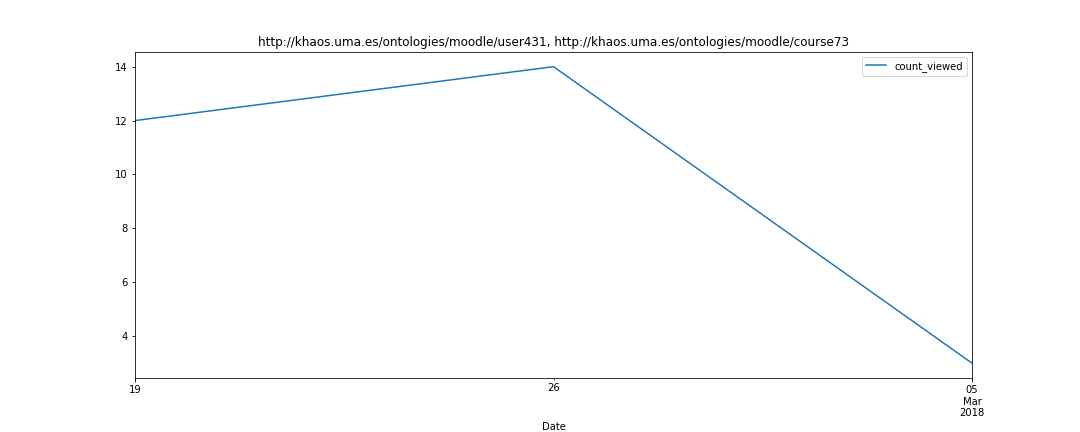 http://khaos.uma.es/ontologies/moodle/user431, http://khaos.uma.es/ontologies/moodle/course73
count_viewed
14
12
10
8
6
4
19
26
05
Mar
2018
Date